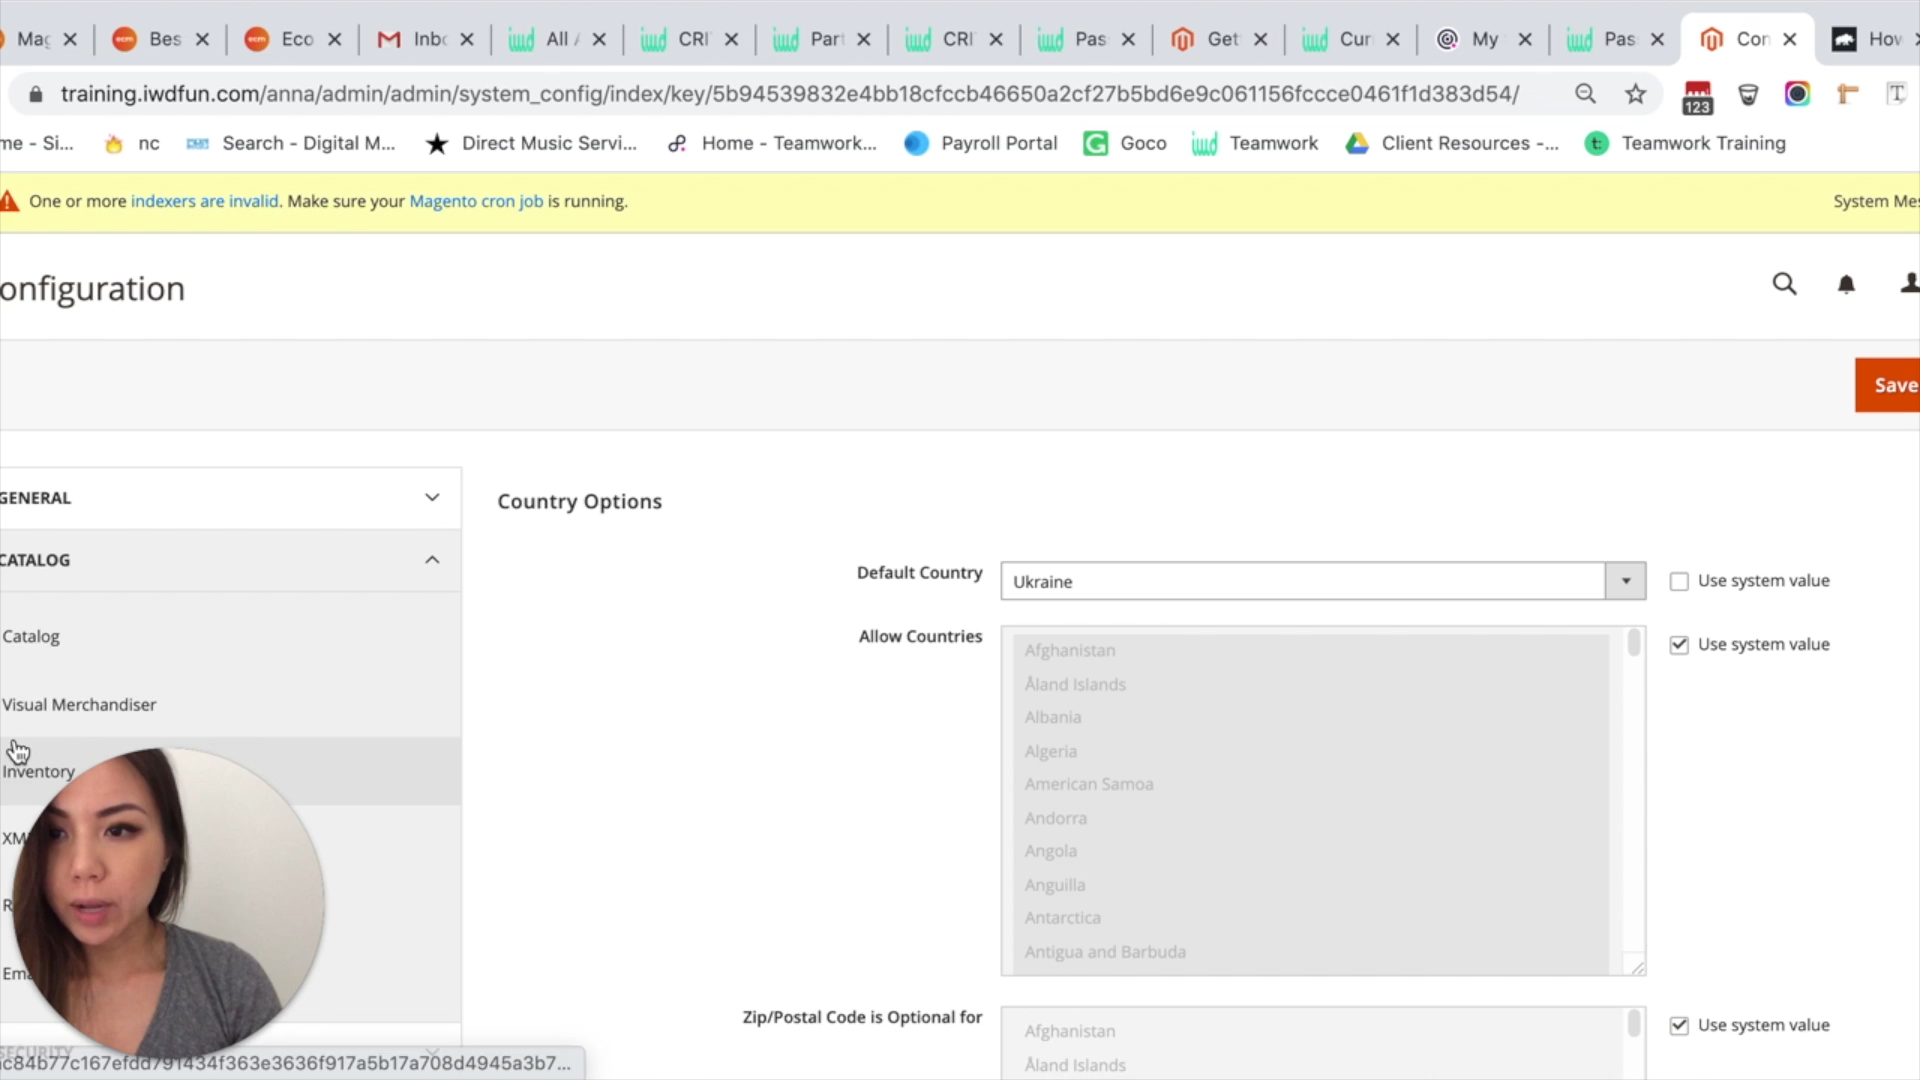 Mag Bes Eco Inbo All A CRI Part CRI Pas Get Cur My Pas Con How
training.iwdfun.com/anna/admin/admin/system_config/index/key/5b94539832e4bb18cfccb46650a2cf27b5bd6e9c061156fccce0461f1d383d54/
123
me - Si... nc Search - Digital M... Direct Music Servi... Home - Teamwork... Payroll Portal Goco Teamwork Client Resources -... Teamwork Training
One or more indexers are invalid. Make sure your Magento cron job is running. System Mes
onfiguration
Save
GENERAL
Country Options
CATALOG
Default Country Ukraine Use system value
Allow Countries Use system value
Catalog
Afghanistan
Åland Islands
Visual Merchandiser
Albania
Algeria
Inventory
American Samoa
Andorra
XM
Angola
Anguilla
R
Antarctica
Antigua and Barbuda
Ema
Zip/Postal Code is Optional for Use system value
Afghanistan
SECURITY
Åland Islands
c84b77c167efdd791434f363e3636f917a5b17a708d4945a3b7...